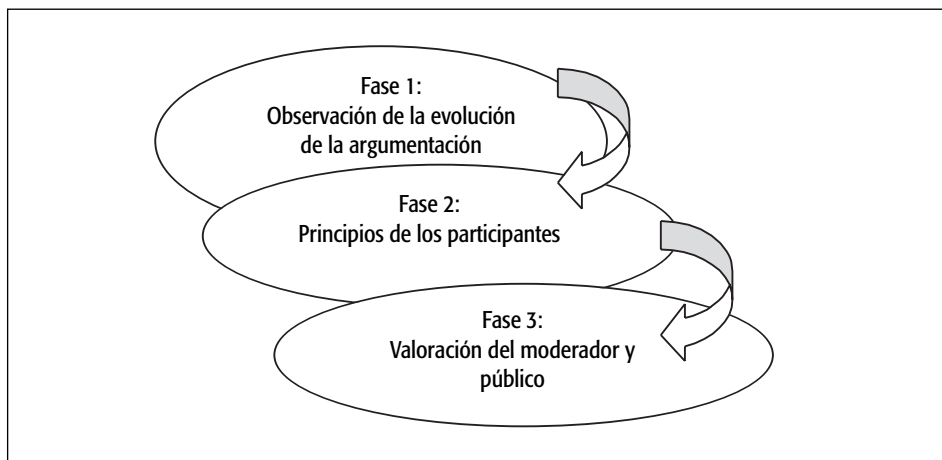 Fase 1:
Observación de la evolución
de la argumentación
Fase 2:
Principios de los participantes
Fase 3:
Valoración del moderador y
público